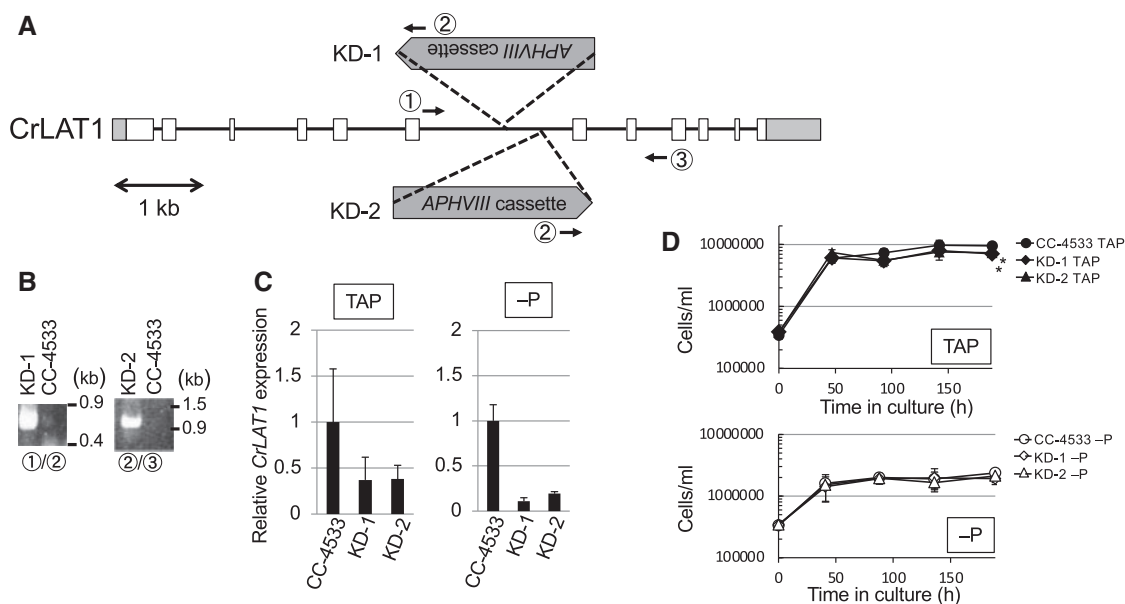 A
②
KD-1
APHVIII cassette
①
CrLAT1
③
1 kb
APHVIII cassette
KD-2
②
B
KD-1
CC-4533
(kb)
0.9
0.4
①/②
KD-2
CC-4533
(kb)
1.5
0.9
②/③
C
TAP
–P
Relative CrLAT1 expression
2
1.5
1
0.5
0
CC-4533
KD-1
KD-2
2
1.5
1
0.5
0
CC-4533
KD-1
KD-2
D
Cells/ml
10000000
1000000
100000
0
50
100
150
Time in culture (h)
TAP
CC-4533 TAP
KD-1 TAP
KD-2 TAP
*
*
Cells/ml
10000000
1000000
100000
0
50
100
150
Time in culture (h)
–P
CC-4533 –P
KD-1 –P
KD-2 –P